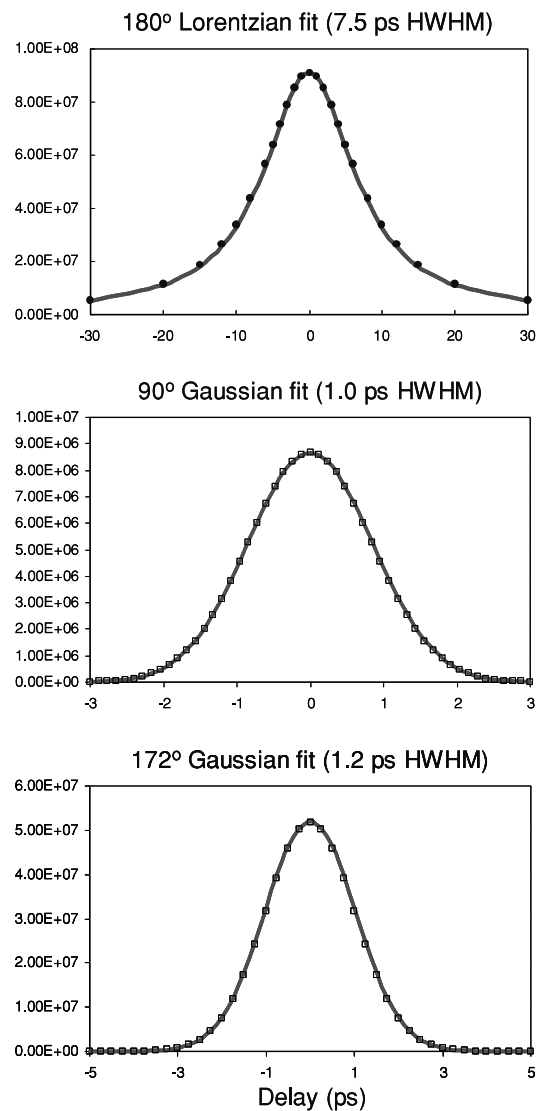 180º Lorentzian fit (7.5 ps HWHM)
1.00E+08
8.00E+07
6.00E+07
4.00E+07
2.00E+07
0.00E+00
-30 -20 -10 0 10 20 30
90º Gaussian fit (1.0 ps HWHM)
1.00E+07
9.00E+06
8.00E+06
7.00E+06
6.00E+06
5.00E+06
4.00E+06
3.00E+06
2.00E+06
1.00E+06
0.00E+00
-3 -2 -1 0 1 2 3
172º Gaussian fit (1.2 ps HWHM)
6.00E+07
5.00E+07
4.00E+07
3.00E+07
2.00E+07
1.00E+07
0.00E+00
-5 -3 -1 1 3 5
Delay (ps)